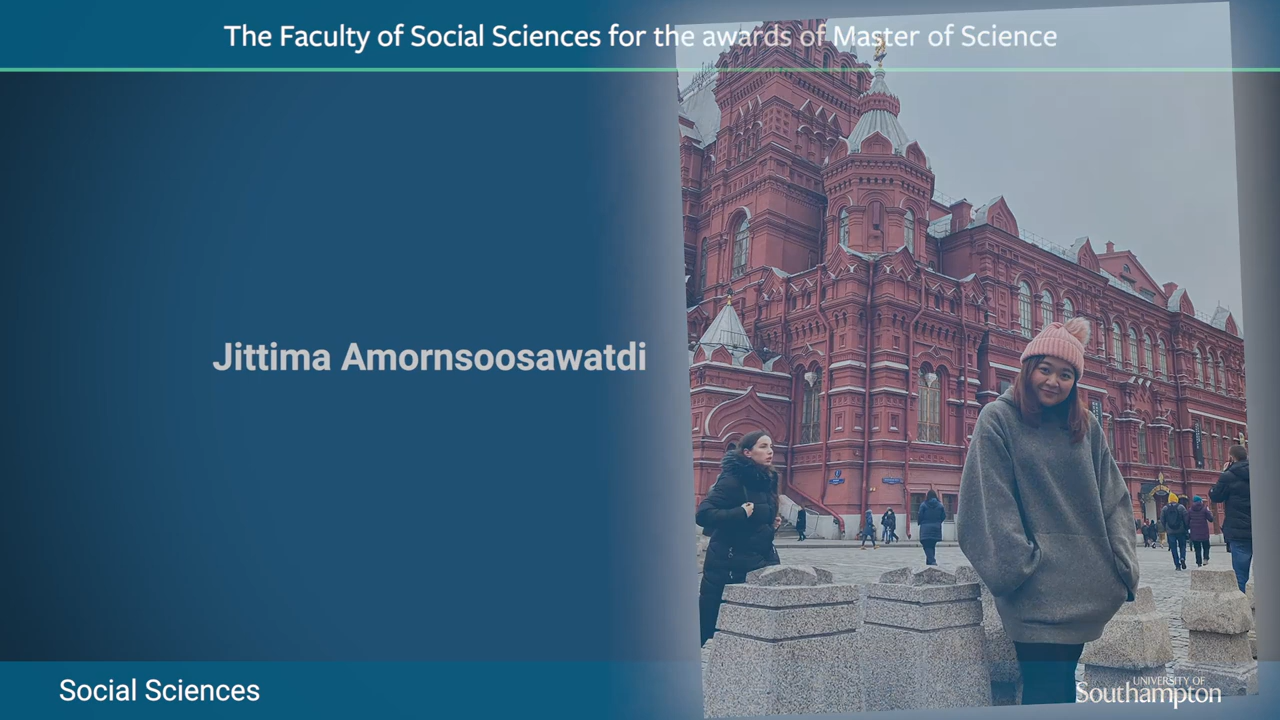 The Faculty of Social Sciences for the awards of Master of Science
Jittima Amornsoosawatdi
Social Sciences
UNIVERSITY OF
Southampton